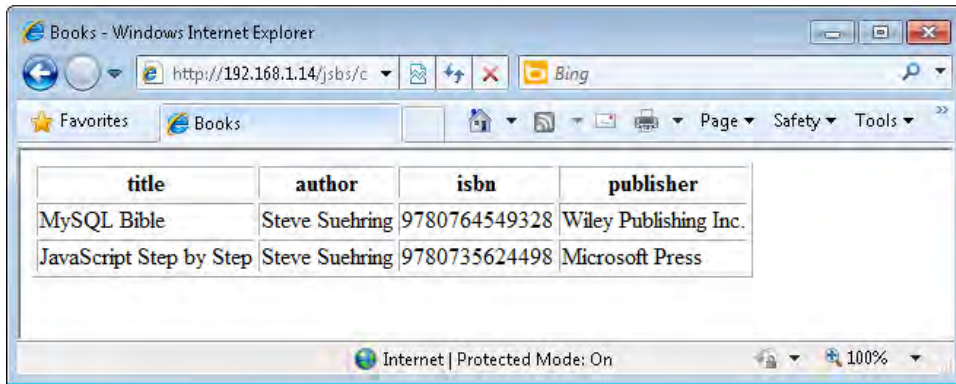 Books - Windows Internet Explorer
http://192.168.1.14/jsbs/c Bing
Favorites Books Page Safety Tools »
title author isbn publisher
MySQL Bible Steve Suehring 9780764549328 Wiley Publishing Inc.
JavaScript Step by Step Steve Suehring 9780735624498 Microsoft Press
Internet | Protected Mode: On 100%